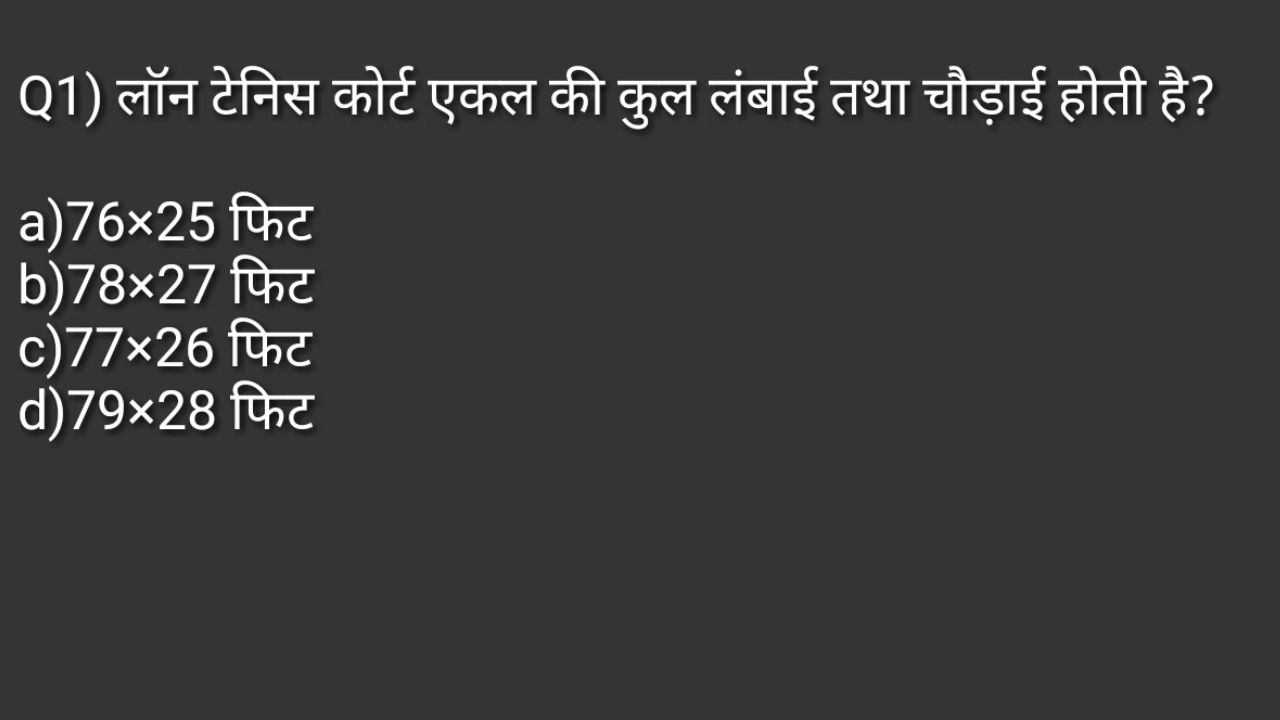 Q1) लॉन टेनिस कोर्ट एकल की कुल लंबाई तथा चौड़ाई होती है?
a)76×25 फिट
b)78×27 फिट
c)77×26 फिट
d)79×28 फिट